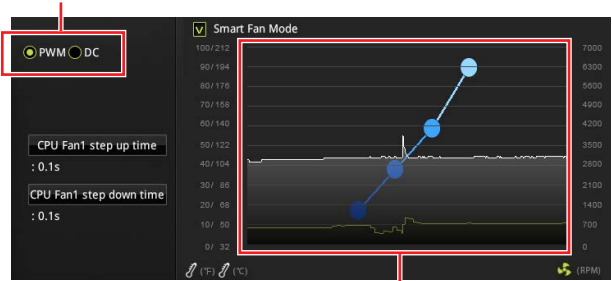 V Smart Fan Mode
PWM DC
100/212 7000
90/194 6300
80/176 5600
70/158 4900
60/140 4200
50/122 3500
40/104 2800
30/ 86 2100
20/ 68 1400
10/ 50 700
0/ 32 0
CPU Fan1 step up time
: 0.1s
CPU Fan1 step down time
: 0.1s
(°F) (°C) (RPM)